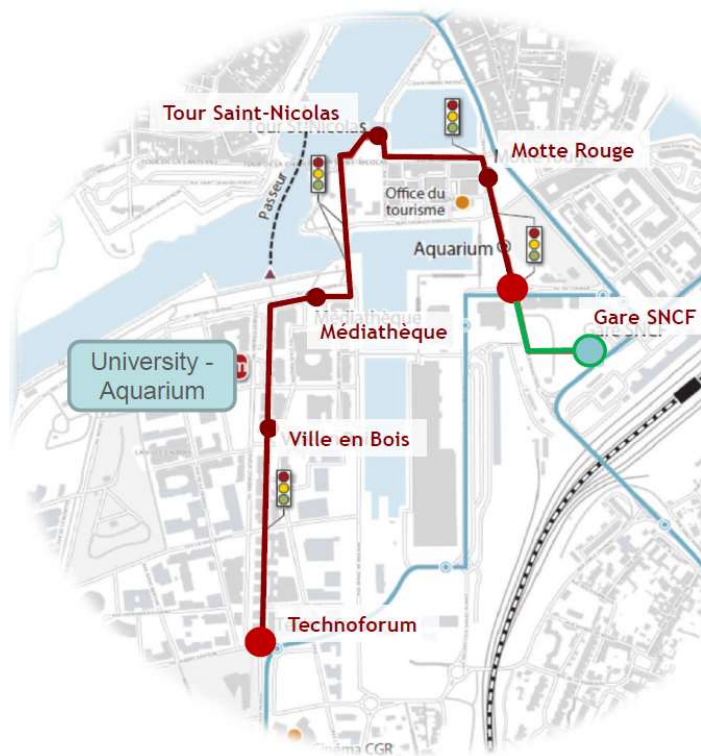 Tour Saint-Nicolas
Motte Rouge
Passeur
Office du
tourisme
Aquarium
Gare SNCF
Médiathèque
University -
Aquarium
Ville en Bois
Technoforum
Cinéma CGR